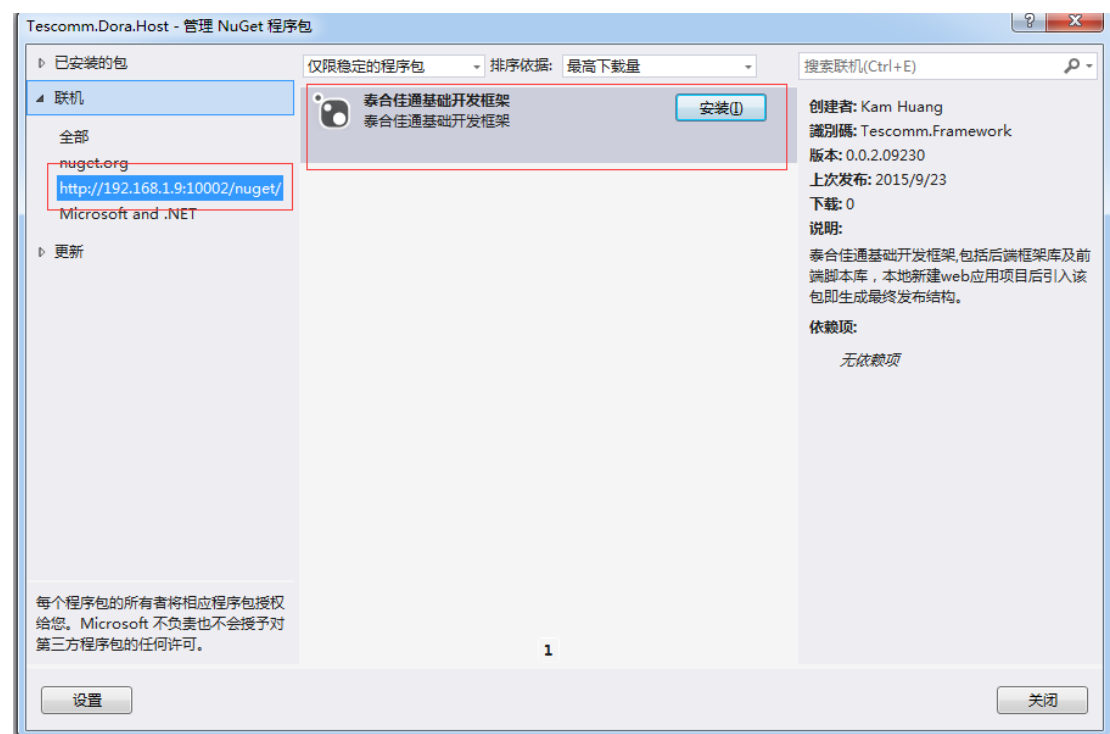 Tescomm.Dora.Host - 管理 NuGet 程序包
已安装的包
联机
全部
nuget.org
http://192.168.1.9:10002/nuget/
Microsoft and .NET
更新
每个程序包的所有者将相应程序包授权
给您。Microsoft 不负责也不会授予对
第三方程序包的任何许可。
设置
仅限稳定的程序包 排序依据: 最高下载量
泰合佳通基础开发框架
泰合佳通基础开发框架
安装(I)
1
搜索联机(Ctrl+E)
创建者: Kam Huang
識別碼: Tescomm.Framework
版本: 0.0.2.09230
上次发布: 2015/9/23
下载: 0
说明:
泰合佳通基础开发框架,包括后端框架库及前
端脚本库，本地新建web应用项目后引入该
包即生成最终发布结构。
依赖项:
无依赖项
关闭